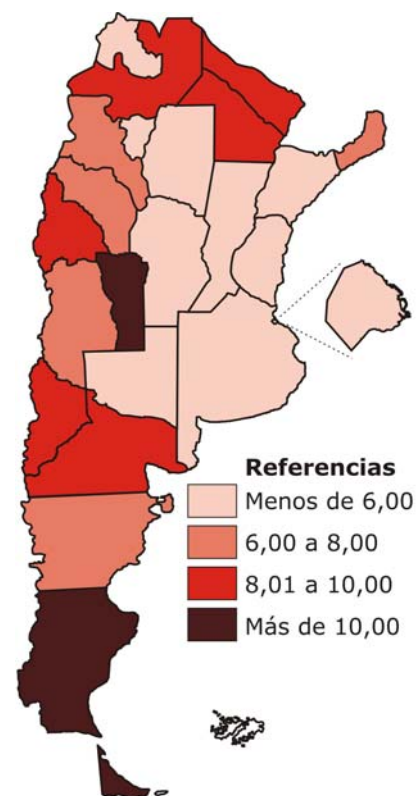 Referencias
Menos de 6,00
6,00 a 8,00
8,01 a 10,00
Más de 10,00